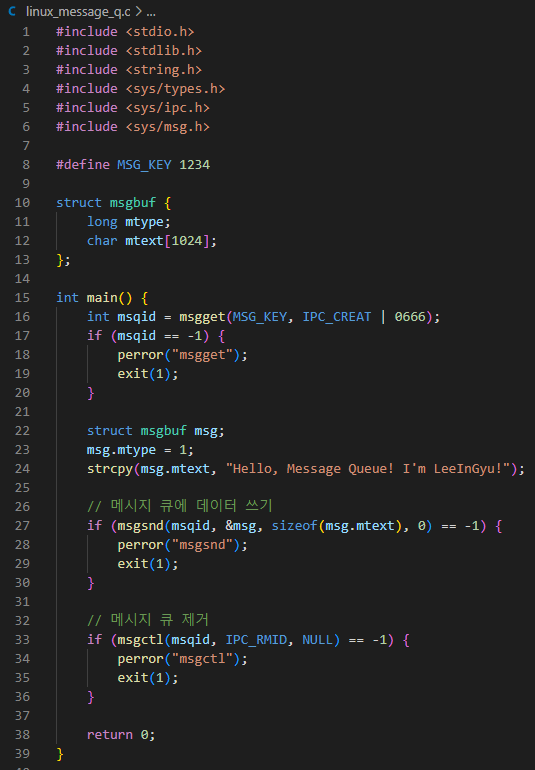 linux_message_q.c > ...
1 #include <stdio.h>
2 #include <stdlib.h>
3 #include <string.h>
4 #include <sys/types.h>
5 #include <sys/ipc.h>
6 #include <sys/msg.h>
7
8 #define MSG_KEY 1234
9
10 struct msgbuf {
11     long mtype;
12     char mtext[1024];
13 };
14
15 int main() {
16     int msqid = msgget(MSG_KEY, IPC_CREAT | 0666);
17     if (msqid == -1) {
18         perror("msgget");
19         exit(1);
20     }
21
22     struct msgbuf msg;
23     msg.mtype = 1;
24     strcpy(msg.mtext, "Hello, Message Queue! I'm LeeInGyu!");
25
26     // 메시지 큐에 데이터 쓰기
27     if (msgsnd(msqid, &msg, sizeof(msg.mtext), 0) == -1) {
28         perror("msgsnd");
29         exit(1);
30     }
31
32     // 메시지 큐 제거
33     if (msgctl(msqid, IPC_RMID, NULL) == -1) {
34         perror("msgctl");
35         exit(1);
36     }
37
38     return 0;
39 }